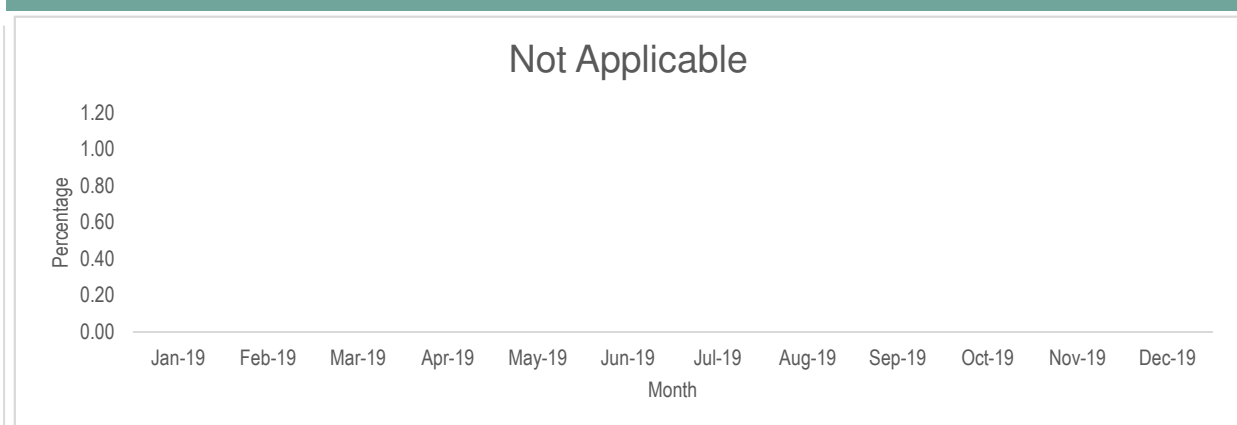 Not Applicable
1.20
1.00
0.80
0.60
0.40
0.20
0.00
Percentage
Jan-19 Feb-19 Mar-19 Apr-19 May-19 Jun-19 Jul-19 Aug-19 Sep-19 Oct-19 Nov-19 Dec-19
Month